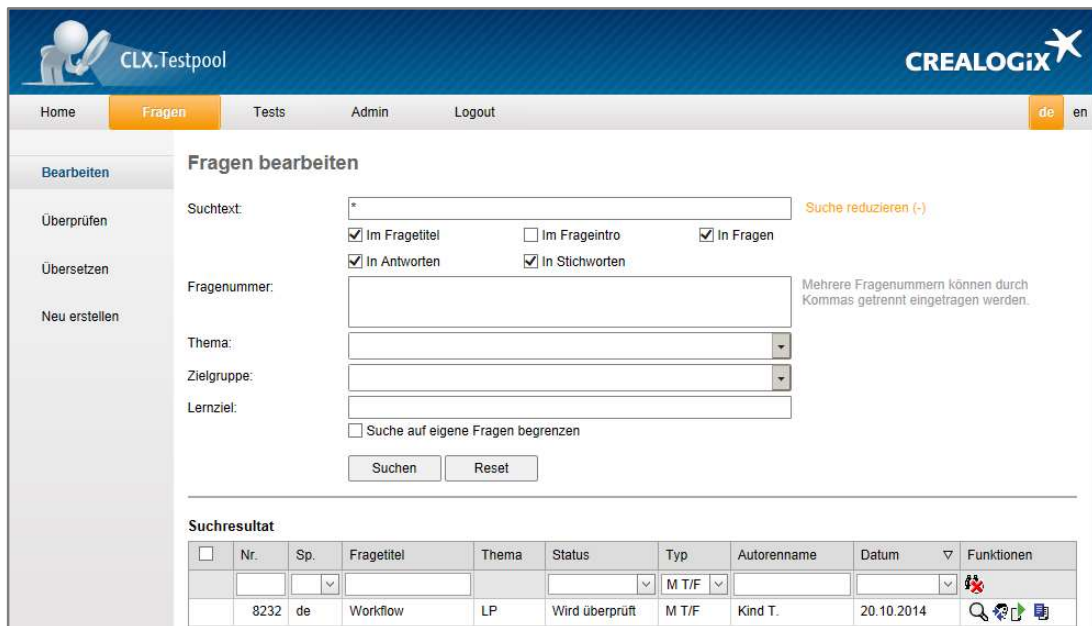 CLX.Testpool
CREALOGIX
Home Fragen Tests Admin Logout de en
Bearbeiten
Überprüfen
Übersetzen
Neu erstellen
Fragen bearbeiten
Suchtext: * Suche reduzieren (-)
Im Fragetitel Im Frageintro In Fragen
In Antworten In Stichworten
Fragenummer: Mehrere Fragenummern können durch
Kommas getrennt eingetragen werden.
Thema:
Zielgruppe:
Lernziel:
Suche auf eigene Fragen begrenzen
Suchen Reset
Suchresultat
Nr. Sp. Fragetitel Thema Status Typ Autorenname Datum Funktionen
M T/F
8232 de Workflow LP Wird überprüft M T/F Kind T. 20.10.2014